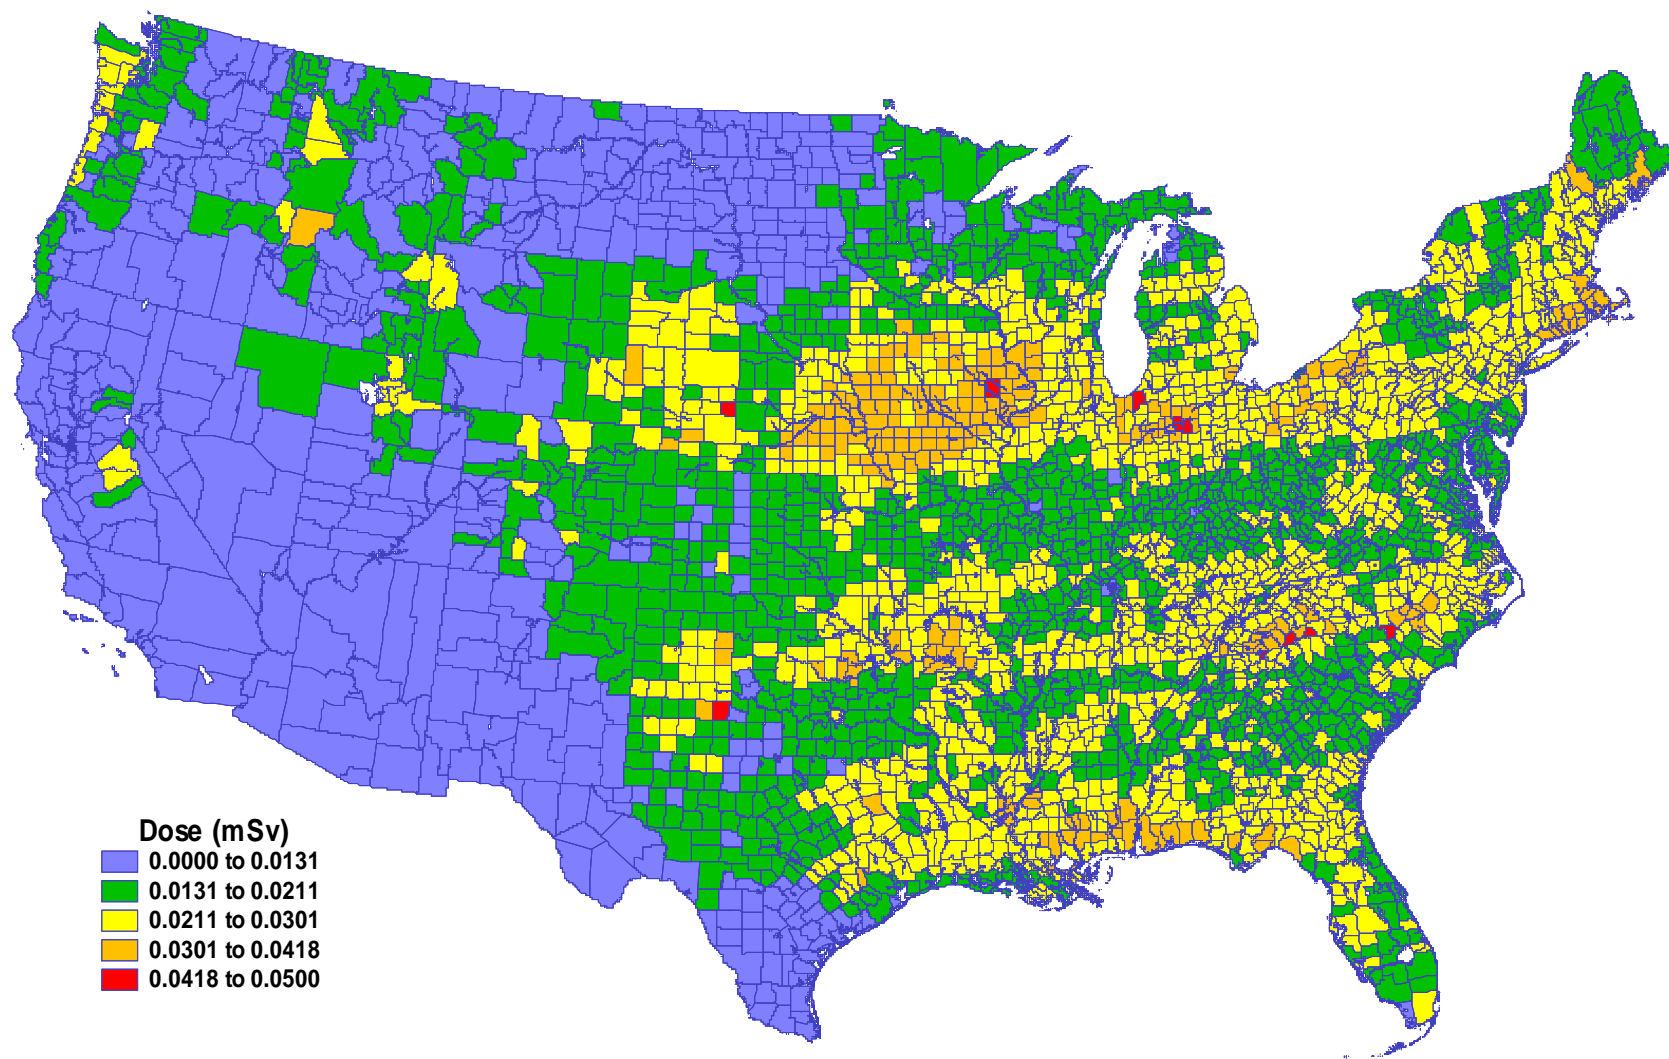 Dose (mSv)
0.0000 to 0.0131
0.0131 to 0.0211
0.0211 to 0.0301
0.0301 to 0.0418
0.0418 to 0.0500